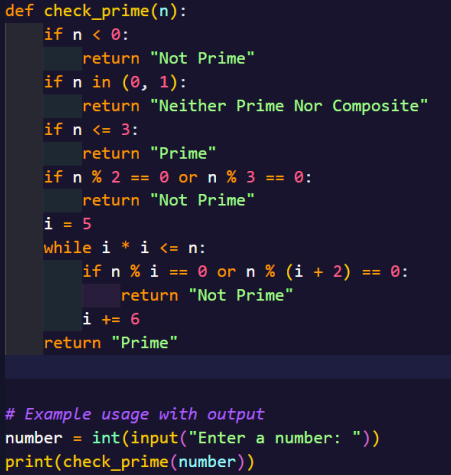 def check_prime(n):
    if n < 0:
        return "Not Prime"
    if n in (0, 1):
        return "Neither Prime Nor Composite"
    if n <= 3:
        return "Prime"
    if n % 2 == 0 or n % 3 == 0:
        return "Not Prime"
    i = 5
    while i * i <= n:
        if n % i == 0 or n % (i + 2) == 0:
            return "Not Prime"
        i += 6
    return "Prime"
# Example usage with output
number = int(input("Enter a number: "))
print(check_prime(number))